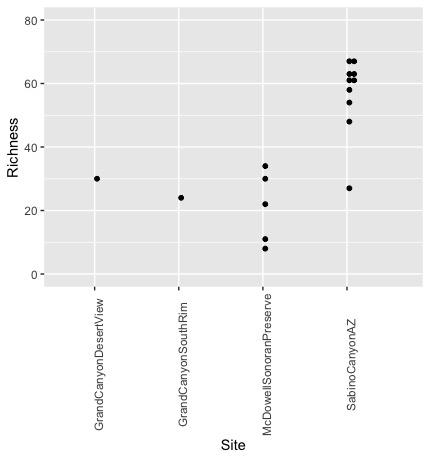 80
60
40
20
0
Richness
GrandCanyonDesertView
GrandCanyonSouthRim
McDowellSonoranPreserve
SabinoCanyonAZ
Site